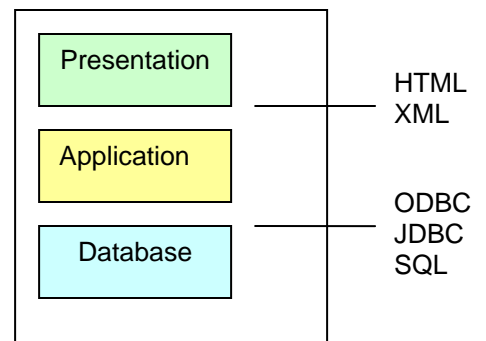 Presentation
HTML
XML
Application
ODBC
JDBC
SQL
Database